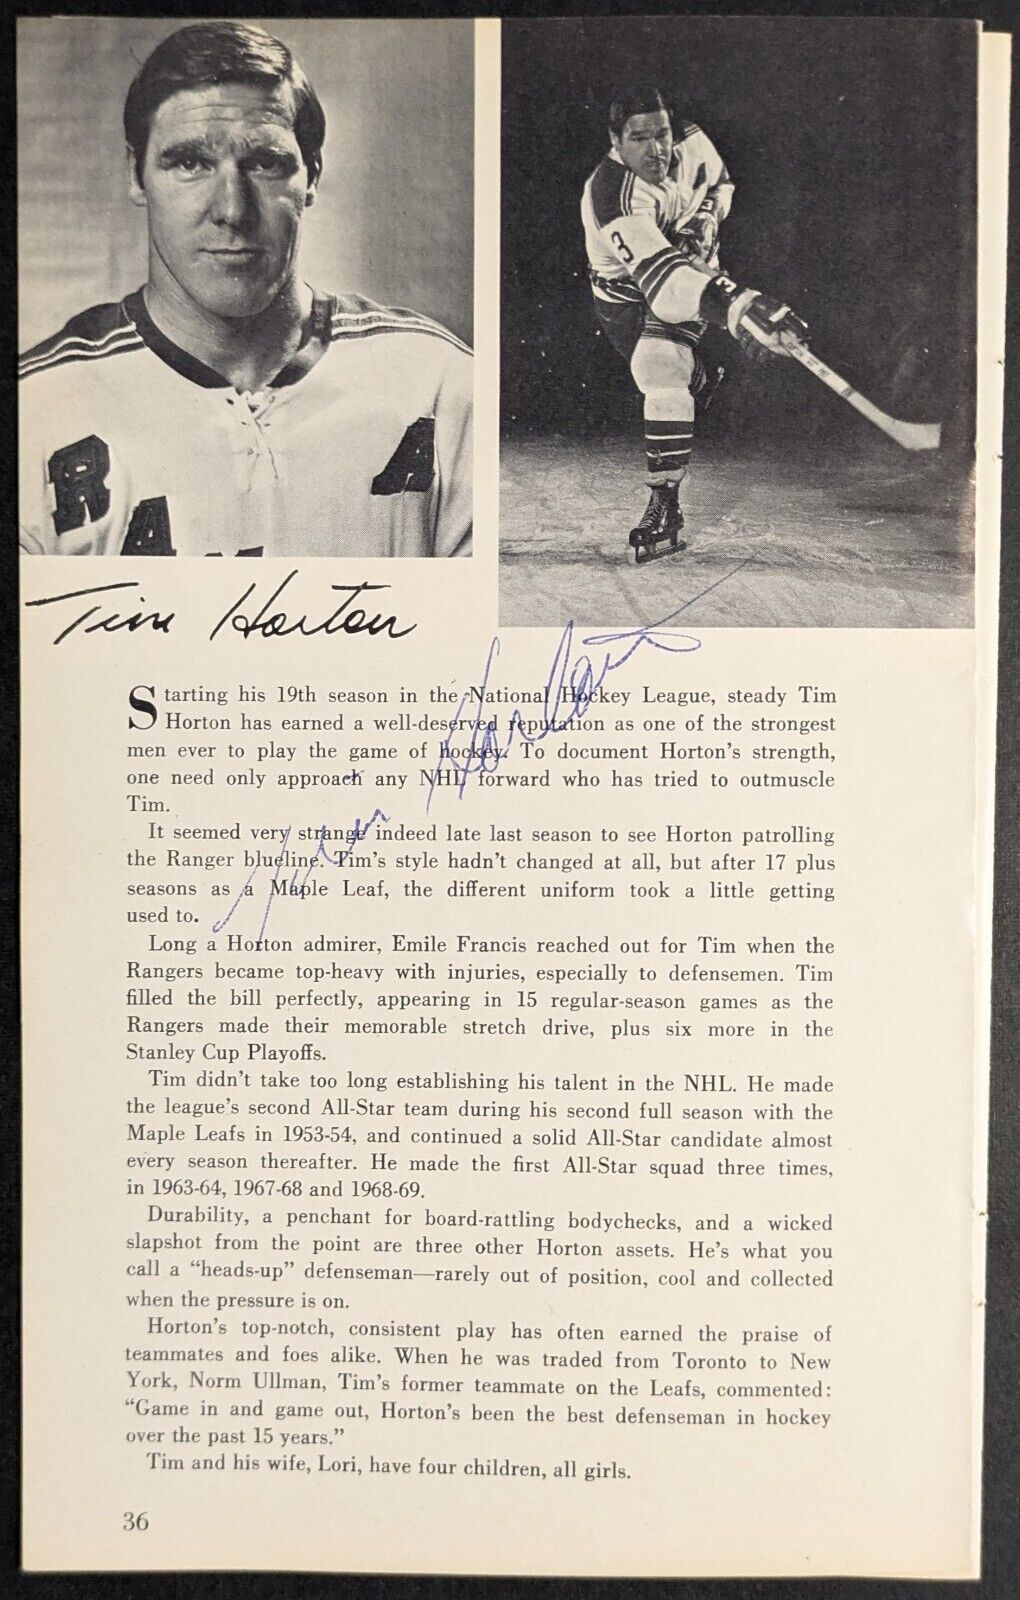 RA
A
RAN
3
3
Tim Horton
Tim Horton
Starting his 19th season in the National Hockey League, steady Tim
Horton has earned a well-deserved reputation as one of the strongest
men ever to play the game of hockey. To document Horton's strength,
one need only approach any NHL forward who has tried to outmuscle
Tim.
It seemed very strange indeed late last season to see Horton patrolling
the Ranger blueline. Tim's style hadn't changed at all, but after 17 plus
seasons as a Maple Leaf, the different uniform took a little getting
used to.
Long a Horton admirer, Emile Francis reached out for Tim when the
Rangers became top-heavy with injuries, especially to defensemen. Tim
filled the bill perfectly, appearing in 15 regular-season games as the
Rangers made their memorable stretch drive, plus six more in the
Stanley Cup Playoffs.
Tim didn't take too long establishing his talent in the NHL. He made
the league's second All-Star team during his second full season with the
Maple Leafs in 1953-54, and continued a solid All-Star candidate almost
every season thereafter. He made the first All-Star squad three times,
in 1963-64, 1967-68 and 1968-69.
Durability, a penchant for board-rattling bodychecks, and a wicked
slapshot from the point are three other Horton assets. He's what you
call a "heads-up" defenseman—rarely out of position, cool and collected
when the pressure is on.
Horton's top-notch, consistent play has often earned the praise of
teammates and foes alike. When he was traded from Toronto to New
York, Norm Ullman, Tim's former teammate on the Leafs, commented:
"Game in and game out, Horton's been the best defenseman in hockey
over the past 15 years."
Tim and his wife, Lori, have four children, all girls.
36